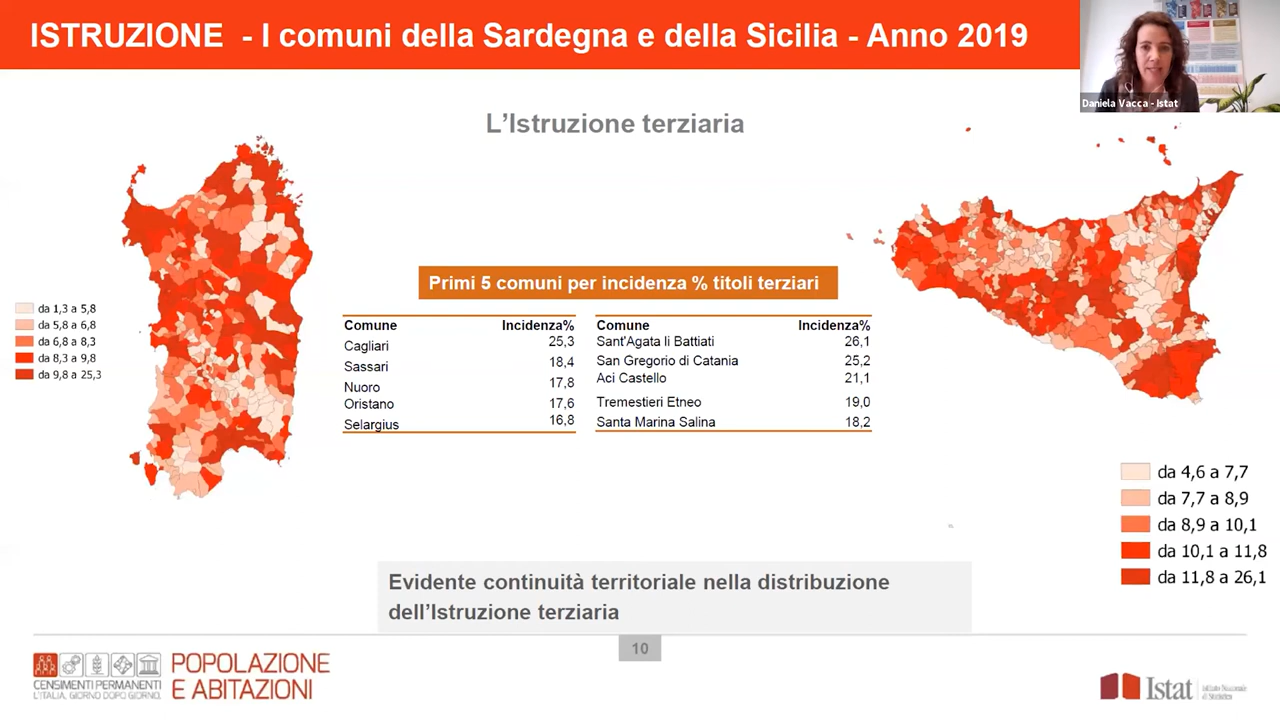 ISTRUZIONE - I comuni della Sardegna e della Sicilia - Anno 2019
Daniela Vacca - Istat
L'Istruzione terziaria
Primi 5 comuni per incidenza % titoli terziari
da 1,3 a 5,8
da 5,8 a 6,8
da 6,8 a 8,3
da 8,3 a 9,8
da 9,8 a 25,3
Comune Incidenza%
Cagliari 25,3
Sassari 18,4
Nuoro 17,8
Oristano 17,6
Selargius 16,8
Comune Incidenza%
Sant'Agata li Battiati 26,1
San Gregorio di Catania 25,2
Aci Castello 21,1
Tremestieri Etneo 19,0
Santa Marina Salina 18,2
da 4,6 a 7,7
da 7,7 a 8,9
da 8,9 a 10,1
da 10,1 a 11,8
da 11,8 a 26,1
Evidente continuità territoriale nella distribuzione
dell'Istruzione terziaria
10
CENSIMENTI PERMANENTI
L'ITALIA, GIORNO DOPO GIORNO.
POPOLAZIONE
E ABITAZIONI
Istat
Istituto Nazionale
di Statistica